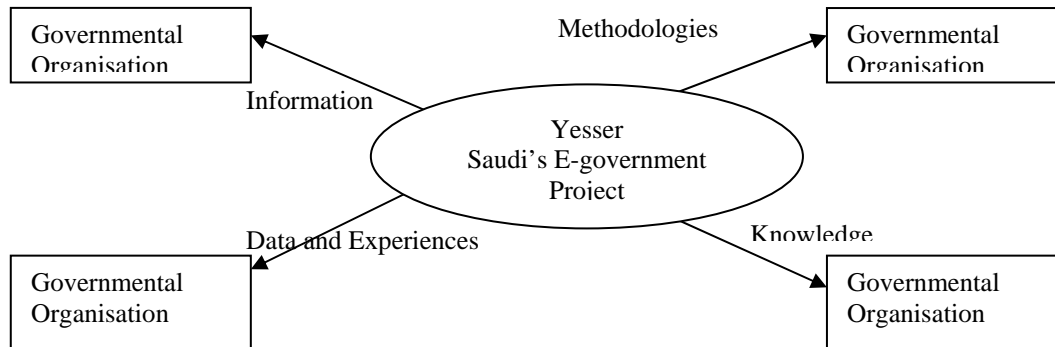 Governmental
Organisation
Methodologies
Governmental
Organisation
Information
Yesser
Saudi's E-government
Project
Data and Experiences
Knowledge
Governmental
Organisation
Governmental
Organisation